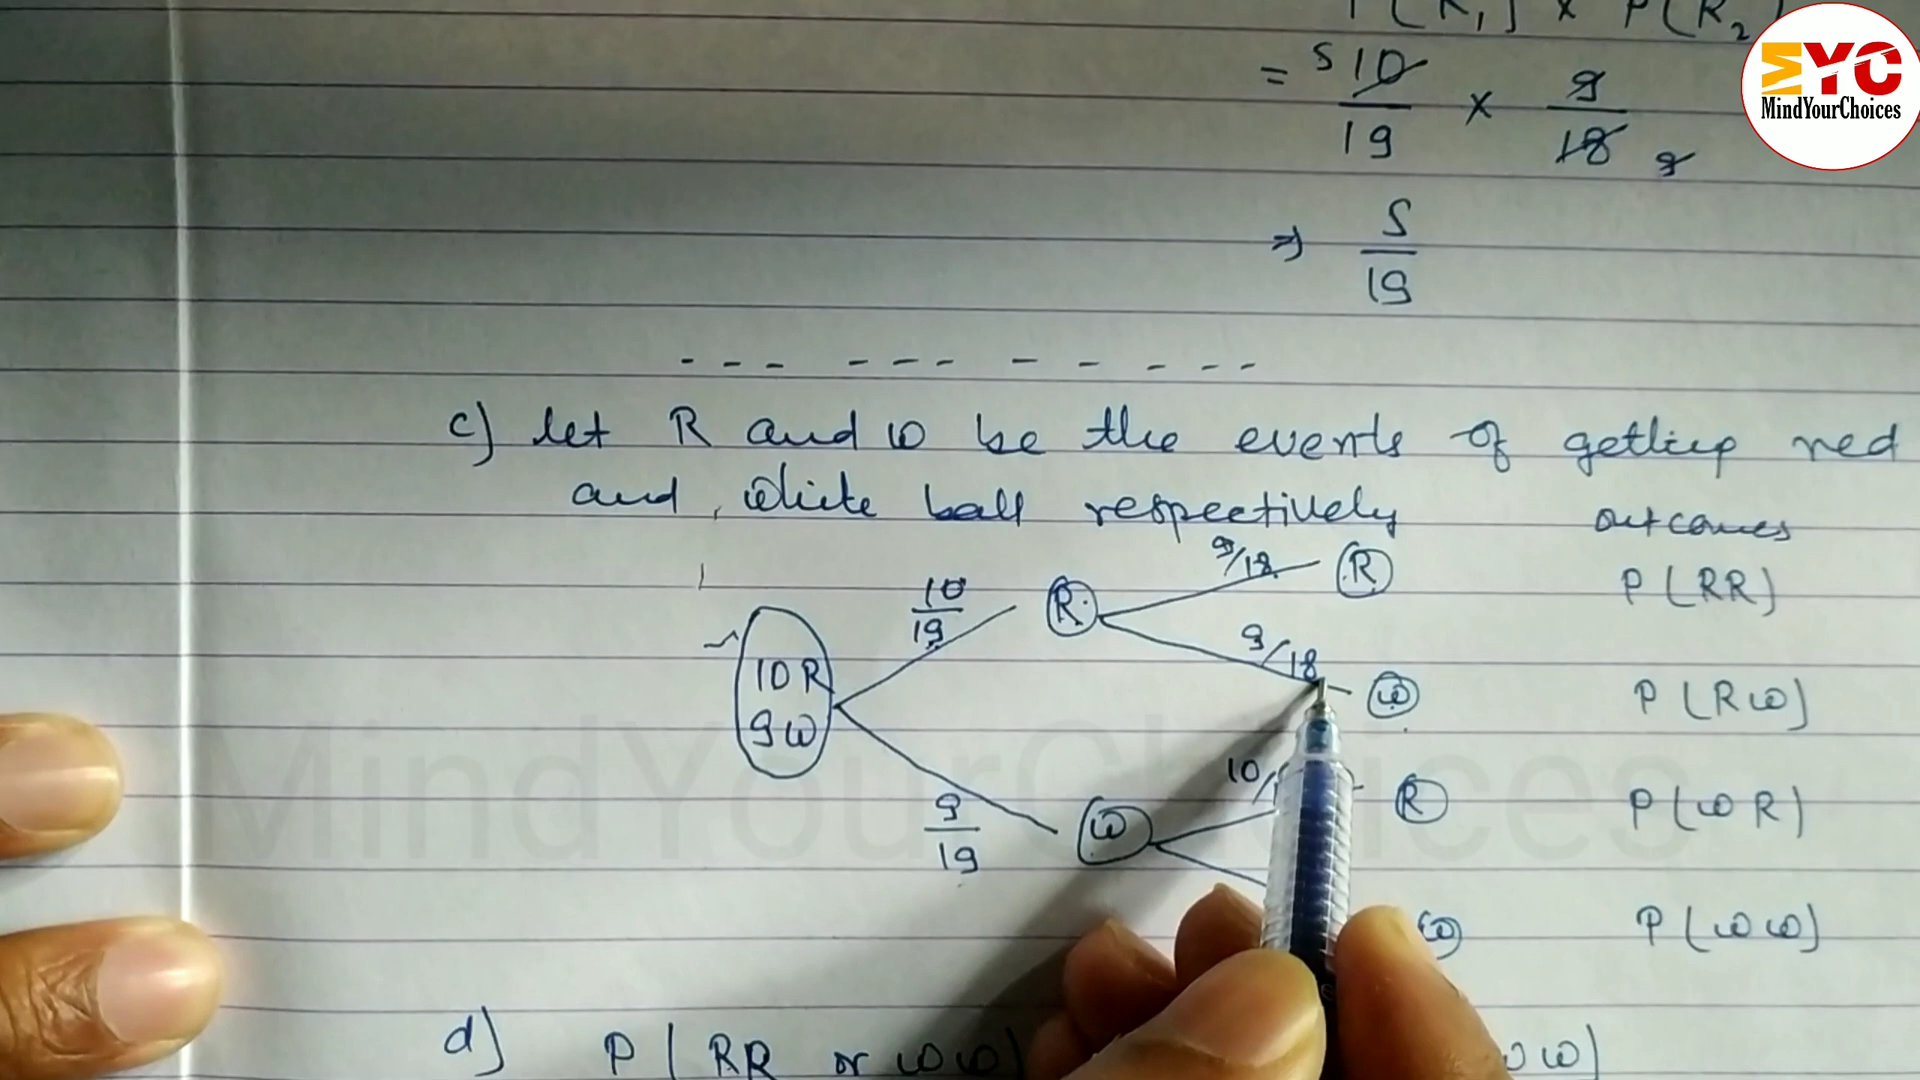 P(R₁) × P(R₂)
MYC
MindYourChoices
= 5 10/19 × 9/18 9
⇒ 5/19
c) let R and W be the events of getting red
and, white ball respectively
outcomes
10/19 R 9/18 R P(RR)
10R
9W
9/18 W P(RW)
9/19 W 10/ R P(WR)
W P(WW)
MindYourChoices
d) P(RR or WW) WW)